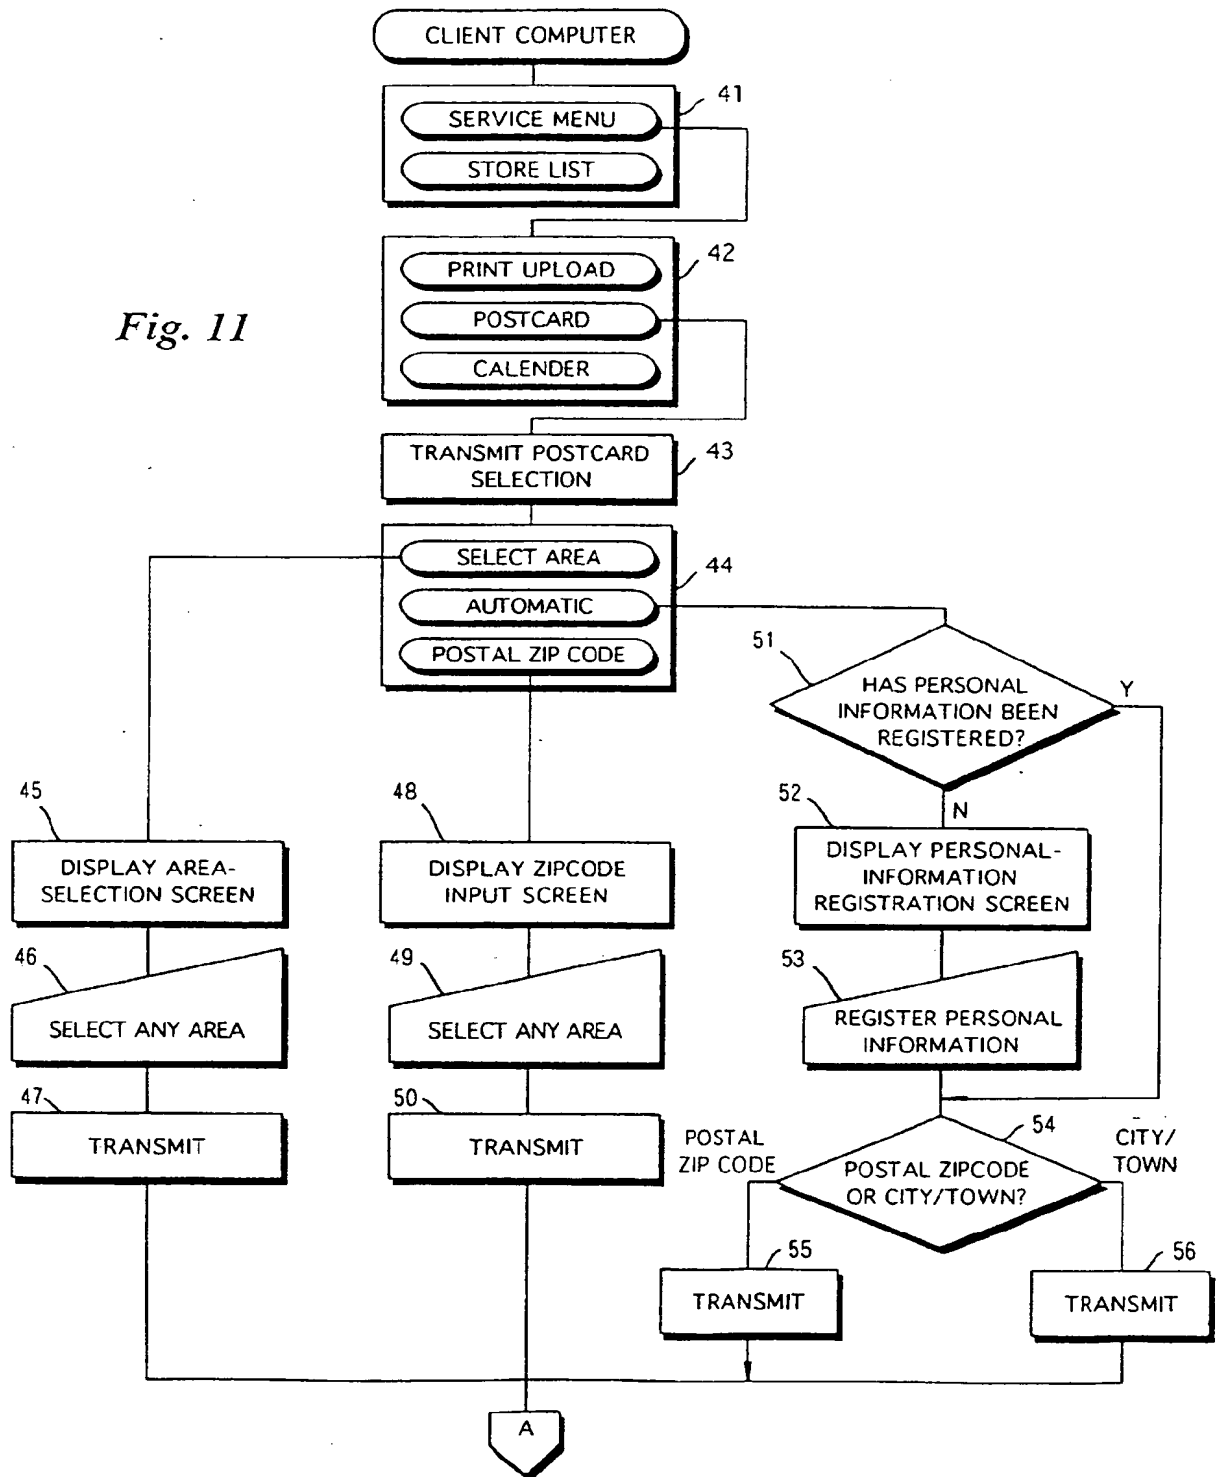 CLIENT COMPUTER
41
SERVICE MENU
STORE LIST
42
PRINT UPLOAD
POSTCARD
CALENDER
Fig. 11
TRANSMIT POSTCARD
SELECTION
43
44
SELECT AREA
AUTOMATIC
POSTAL ZIP CODE
51
HAS PERSONAL
INFORMATION BEEN
REGISTERED?
Y
N
45
DISPLAY AREA-
SELECTION SCREEN
46
SELECT ANY AREA
47
TRANSMIT
48
DISPLAY ZIPCODE
INPUT SCREEN
49
SELECT ANY AREA
50
TRANSMIT
52
DISPLAY PERSONAL-
INFORMATION
REGISTRATION SCREEN
53
REGISTER PERSONAL
INFORMATION
54
POSTAL
ZIP CODE
POSTAL ZIPCODE
OR CITY/TOWN?
CITY/
TOWN
55
TRANSMIT
56
TRANSMIT
A